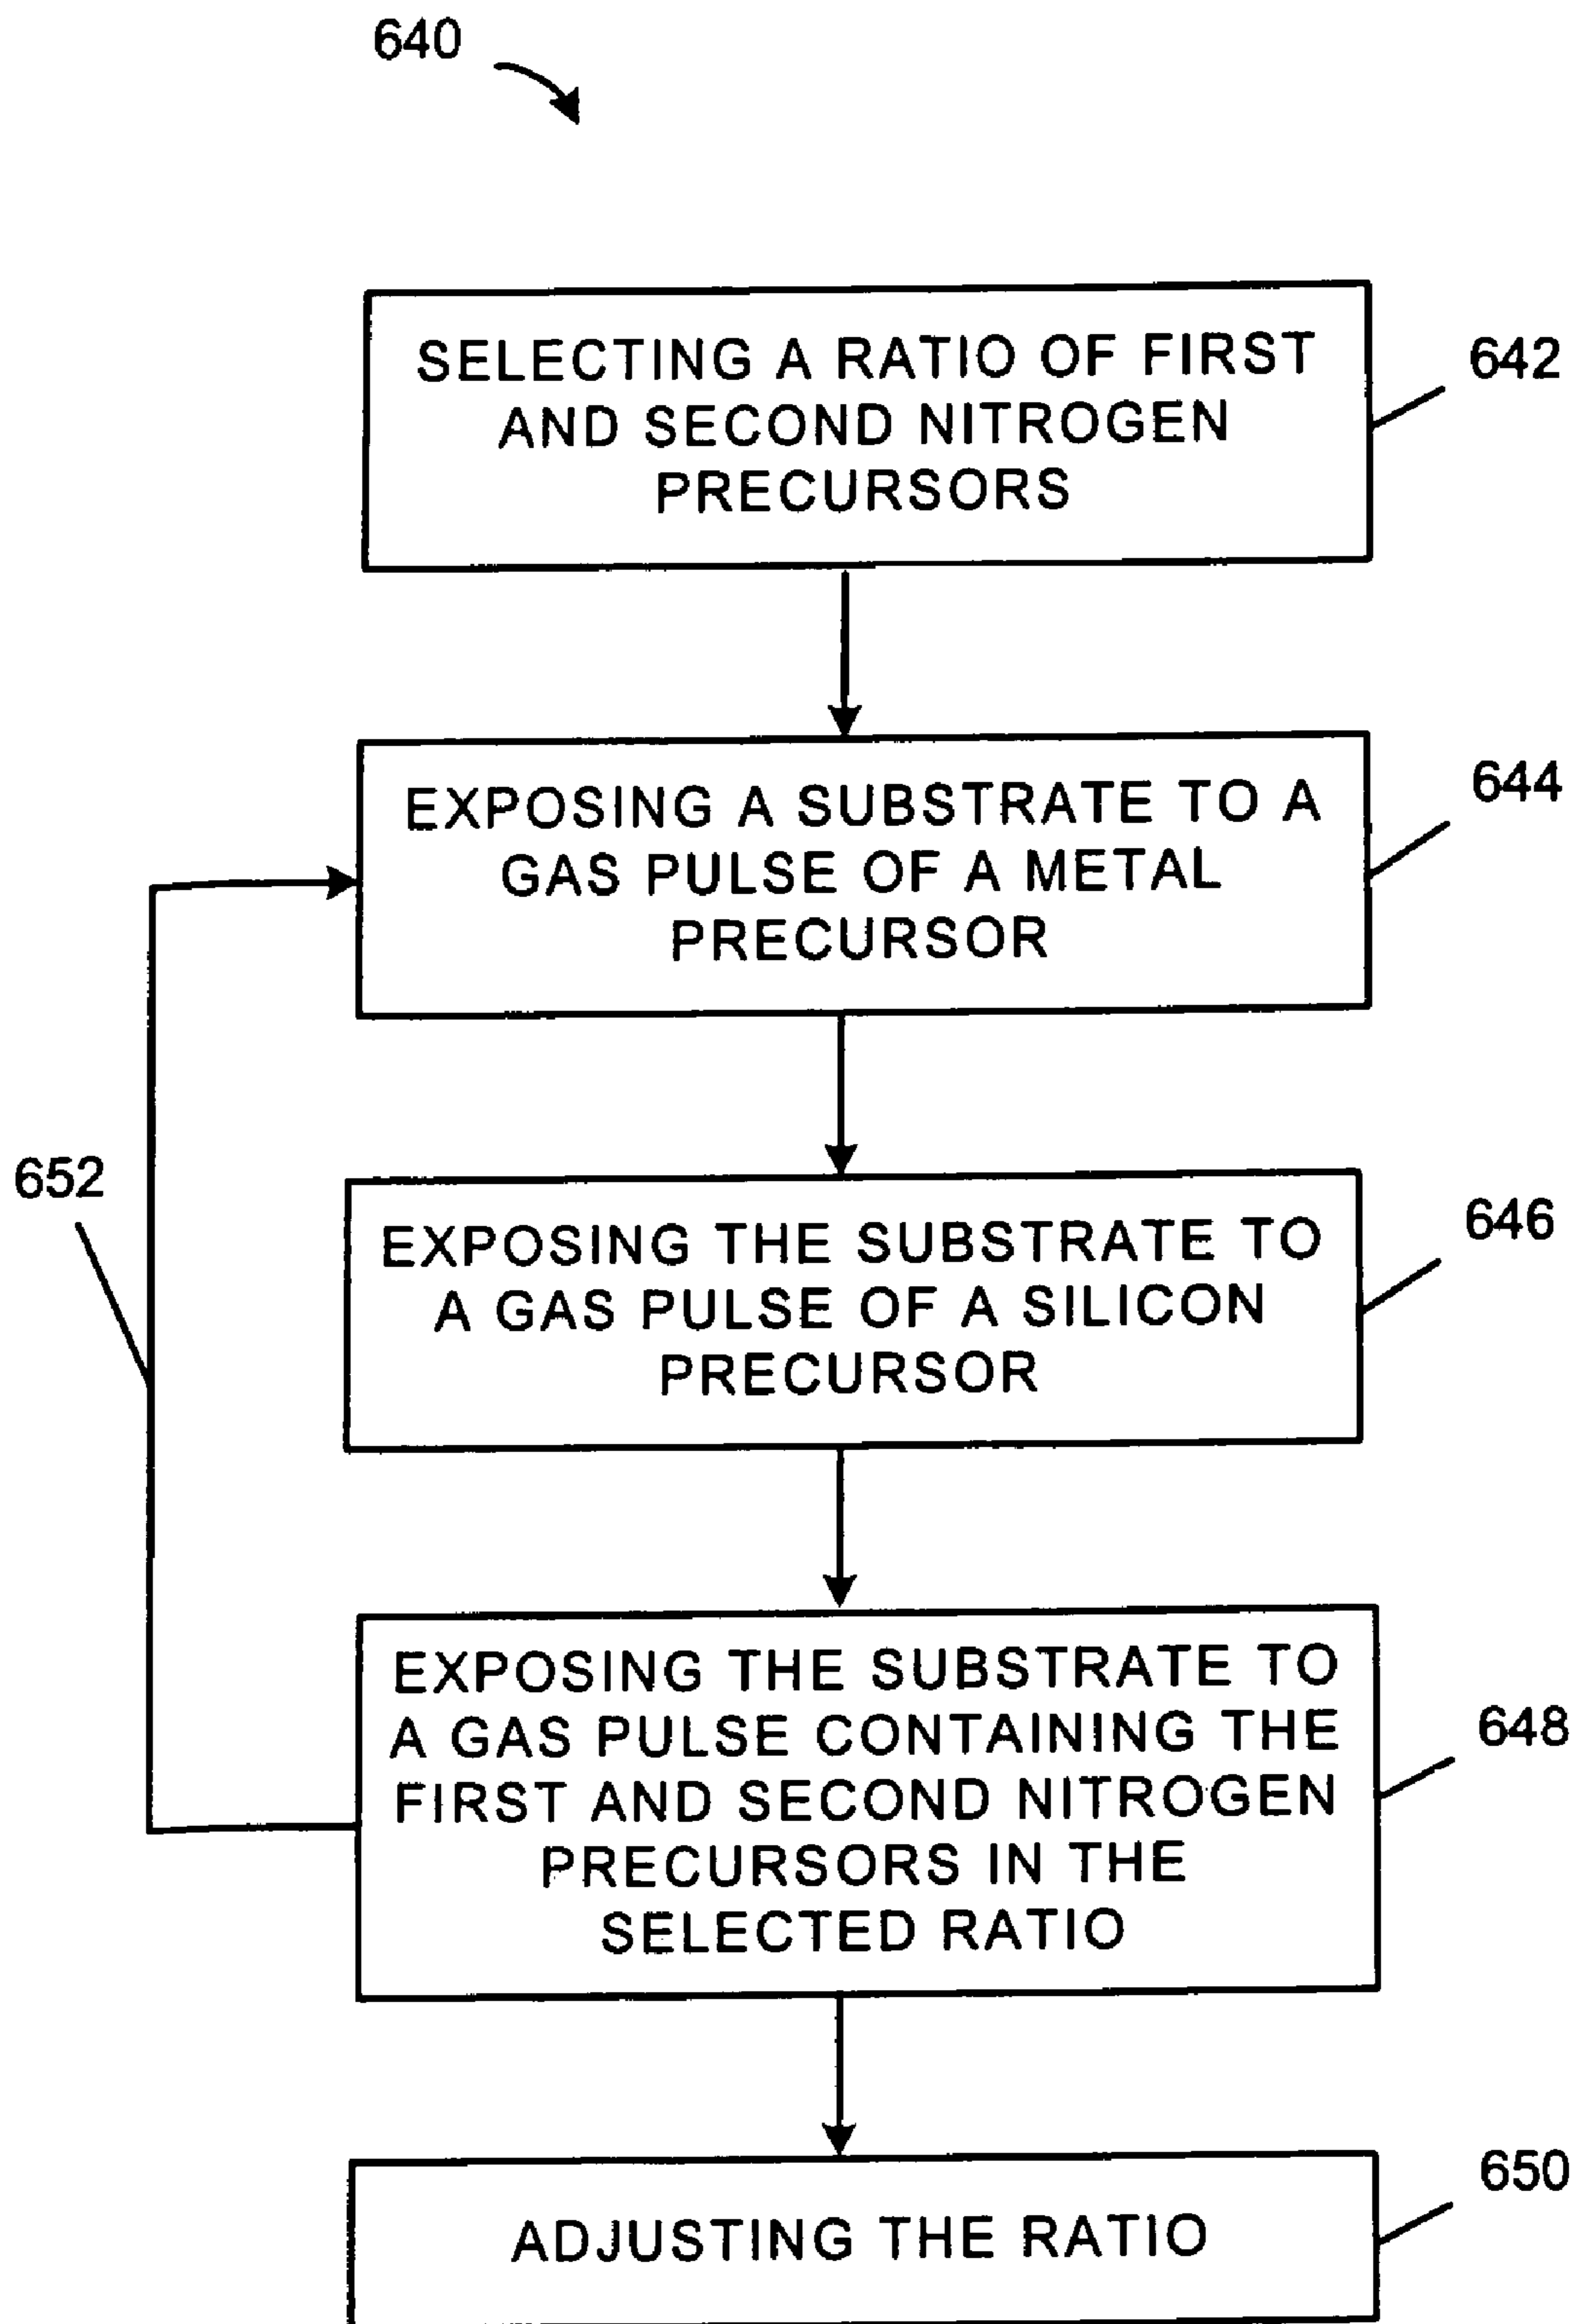 640
SELECTING A RATIO OF FIRST
AND SECOND NITROGEN
PRECURSORS
642
EXPOSING A SUBSTRATE TO A
GAS PULSE OF A METAL
PRECURSOR
644
652
EXPOSING THE SUBSTRATE TO
A GAS PULSE OF A SILICON
PRECURSOR
646
EXPOSING THE SUBSTRATE TO
A GAS PULSE CONTAINING THE
FIRST AND SECOND NITROGEN
PRECURSORS IN THE
SELECTED RATIO
648
ADJUSTING THE RATIO
650